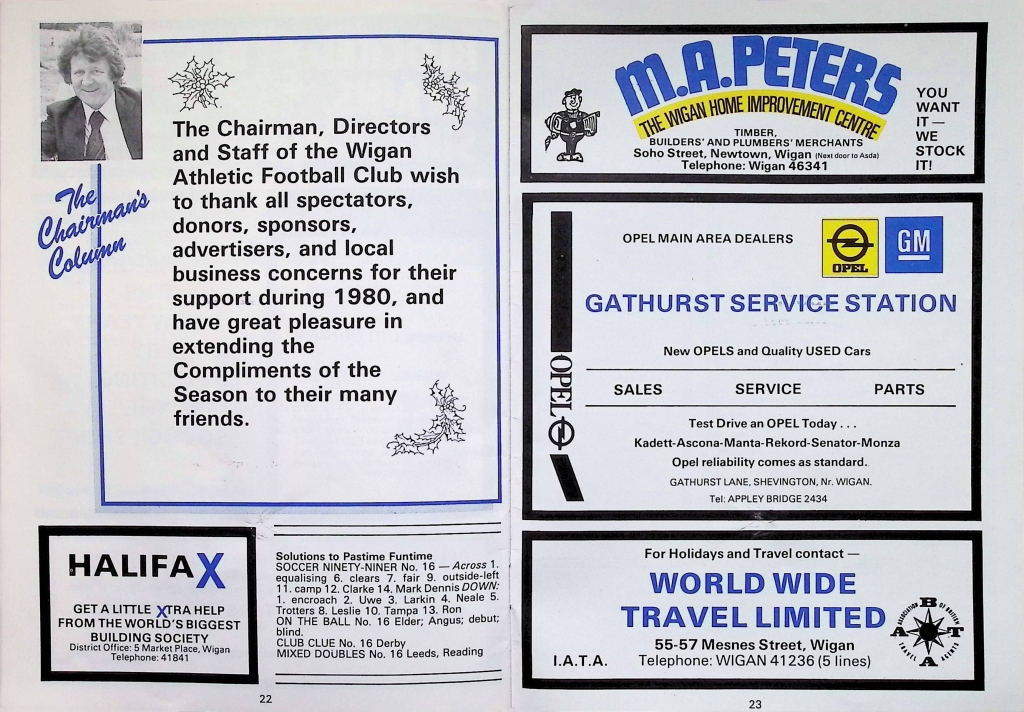 The
Chairman's
Column
The Chairman, Directors
and Staff of the Wigan
Athletic Football Club wish
to thank all spectators,
donors, sponsors,
advertisers, and local
business concerns for their
support during 1980, and
have great pleasure in
extending the
Compliments of the
Season to their many
friends.
HALIFAX
GET A LITTLE XTRA HELP
FROM THE WORLD'S BIGGEST
BUILDING SOCIETY
District Office: 5 Market Place, Wigan
Telephone: 41841
Solutions to Pastime Funtime
SOCCER NINETY-NINER No. 16 — Across 1.
equalising 6. clears 7. fair 9. outside-left
11. camp 12. Clarke 14. Mark Dennis DOWN:
1. encroach 2. Uwe 3. Larkin 4. Neale 5.
Trotters 8. Leslie 10. Tampa 13. Ron
ON THE BALL No. 16 Elder; Angus; debut;
blind.
CLUB CLUE No. 16 Derby
MIXED DOUBLES No. 16 Leeds, Reading
22
M.A.PETERS
THE WIGAN HOME IMPROVEMENT CENTRE
TIMBER,
BUILDERS' AND PLUMBERS' MERCHANTS
Soho Street, Newtown, Wigan (Next door to Asda)
Telephone: Wigan 46341
YOU
WANT
IT —
WE
STOCK
IT!
OPEL MAIN AREA DEALERS
OPEL
GM
GATHURST SERVICE STATION
New OPELS and Quality USED Cars
SALES SERVICE PARTS
OPEL
Test Drive an OPEL Today . . .
Kadett-Ascona-Manta-Rekord-Senator-Monza
Opel reliability comes as standard.
GATHURST LANE, SHEVINGTON, Nr. WIGAN.
Tel: APPLEY BRIDGE 2434
For Holidays and Travel contact —
WORLD WIDE
TRAVEL LIMITED
55-57 Mesnes Street, Wigan
I.A.T.A. Telephone: WIGAN 41236 (5 lines)
ABTA
ASSOCIATION OF BRITISH TRAVEL AGENTS
23